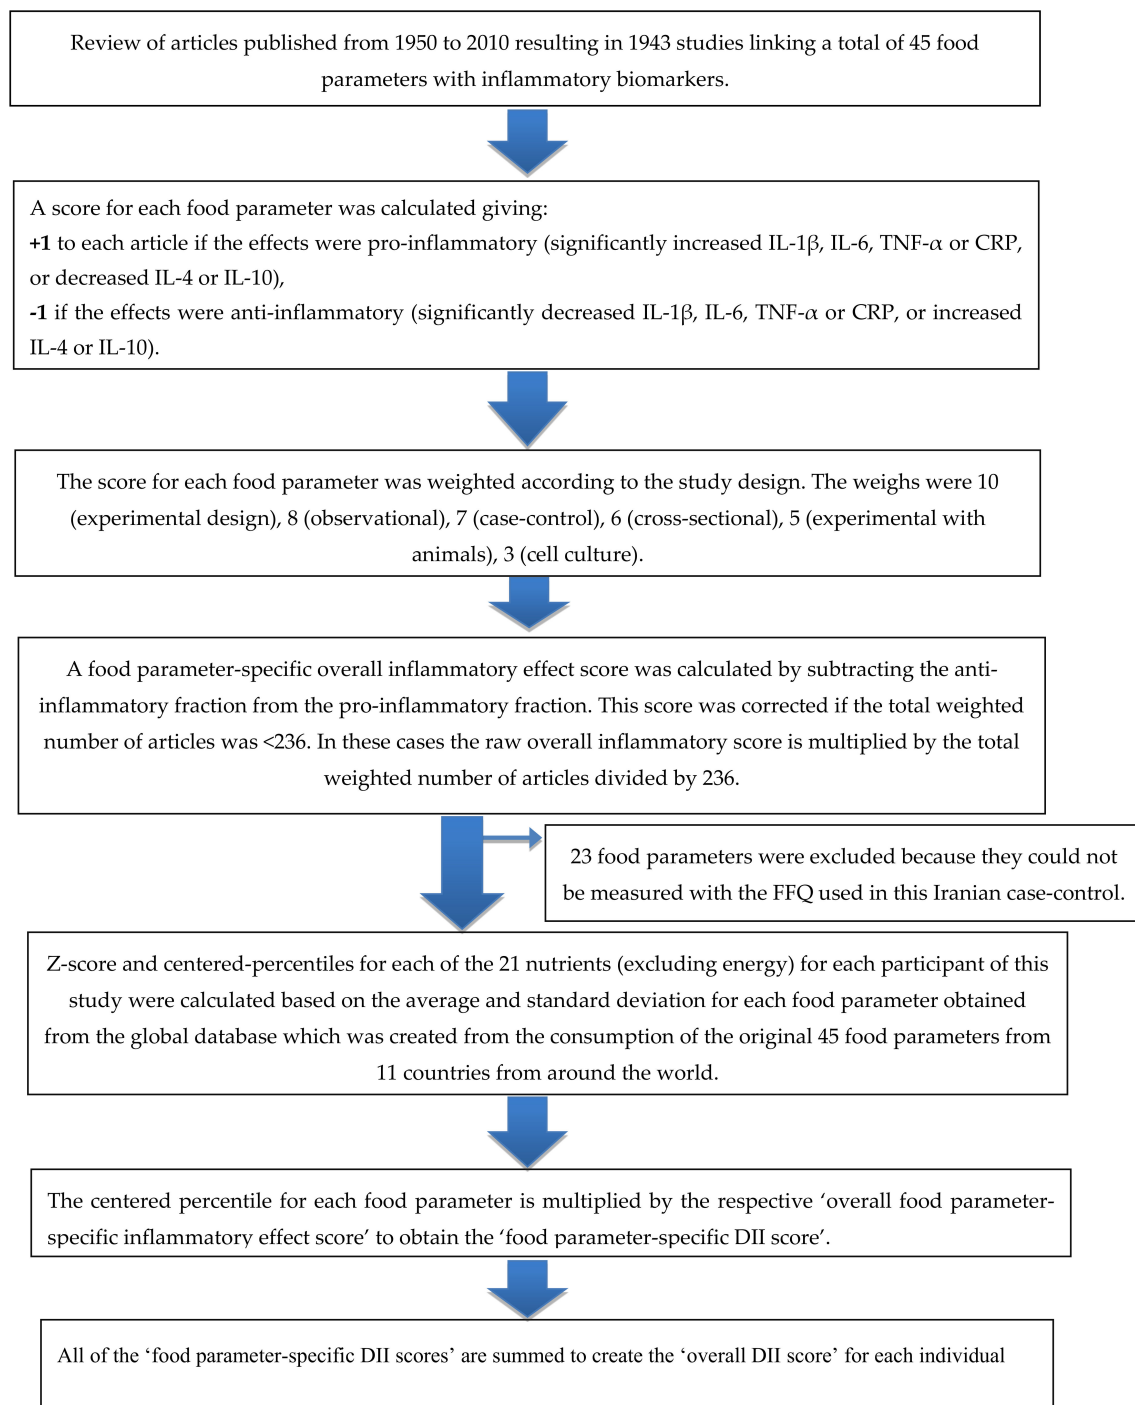 Review of articles published from 1950 to 2010 resulting in 1943 studies linking a total of 45 food
parameters with inflammatory biomarkers.
A score for each food parameter was calculated giving:
+1 to each article if the effects were pro-inflammatory (significantly increased IL-1β, IL-6, TNF-α or CRP,
or decreased IL-4 or IL-10),
-1 if the effects were anti-inflammatory (significantly decreased IL-1β, IL-6, TNF-α or CRP, or increased
IL-4 or IL-10).
The score for each food parameter was weighted according to the study design. The weighs were 10
(experimental design), 8 (observational), 7 (case-control), 6 (cross-sectional), 5 (experimental with
animals), 3 (cell culture).
A food parameter-specific overall inflammatory effect score was calculated by subtracting the anti-
inflammatory fraction from the pro-inflammatory fraction. This score was corrected if the total weighted
number of articles was <236. In these cases the raw overall inflammatory score is multiplied by the total
weighted number of articles divided by 236.
23 food parameters were excluded because they could not
be measured with the FFQ used in this Iranian case-control.
Z-score and centered-percentiles for each of the 21 nutrients (excluding energy) for each participant of this
study were calculated based on the average and standard deviation for each food parameter obtained
from the global database which was created from the consumption of the original 45 food parameters from
11 countries from around the world.
The centered percentile for each food parameter is multiplied by the respective ‘overall food parameter-
specific inflammatory effect score’ to obtain the ‘food parameter-specific DII score’.
All of the ‘food parameter-specific DII scores’ are summed to create the ‘overall DII score’ for each individual